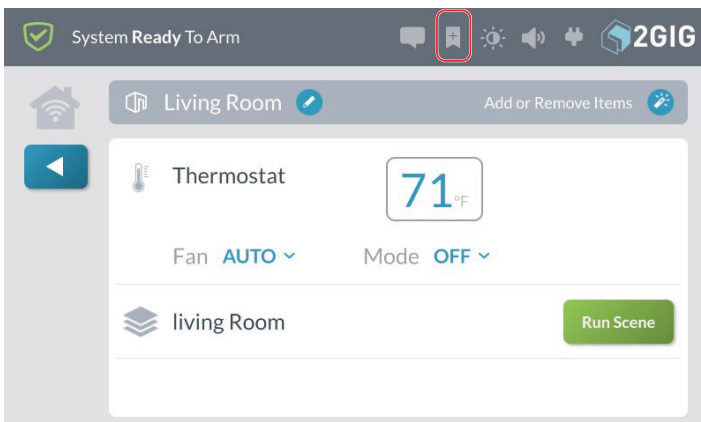 System Ready To Arm
2GIG
Living Room
Add or Remove Items
Thermostat
71°F
Fan AUTO
Mode OFF
living Room
Run Scene